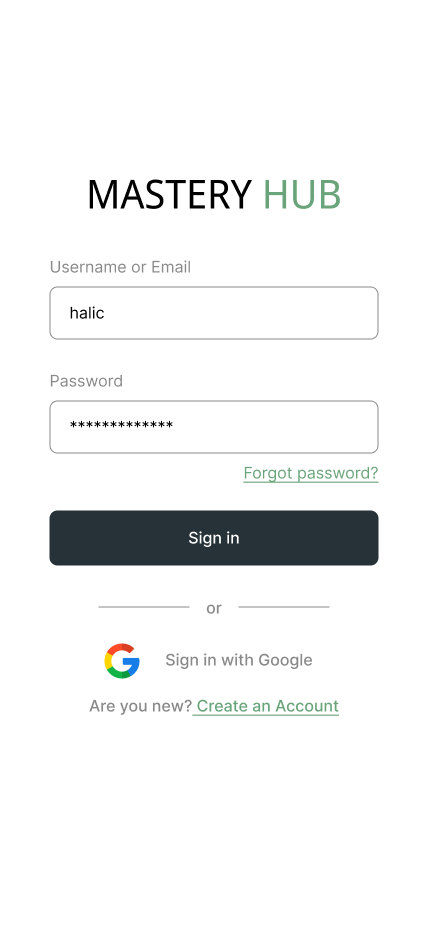 MASTERY HUB
Username or Email
halic
Password
*************
Forgot password?
Sign in
or
Sign in with Google
Are you new? Create an Account